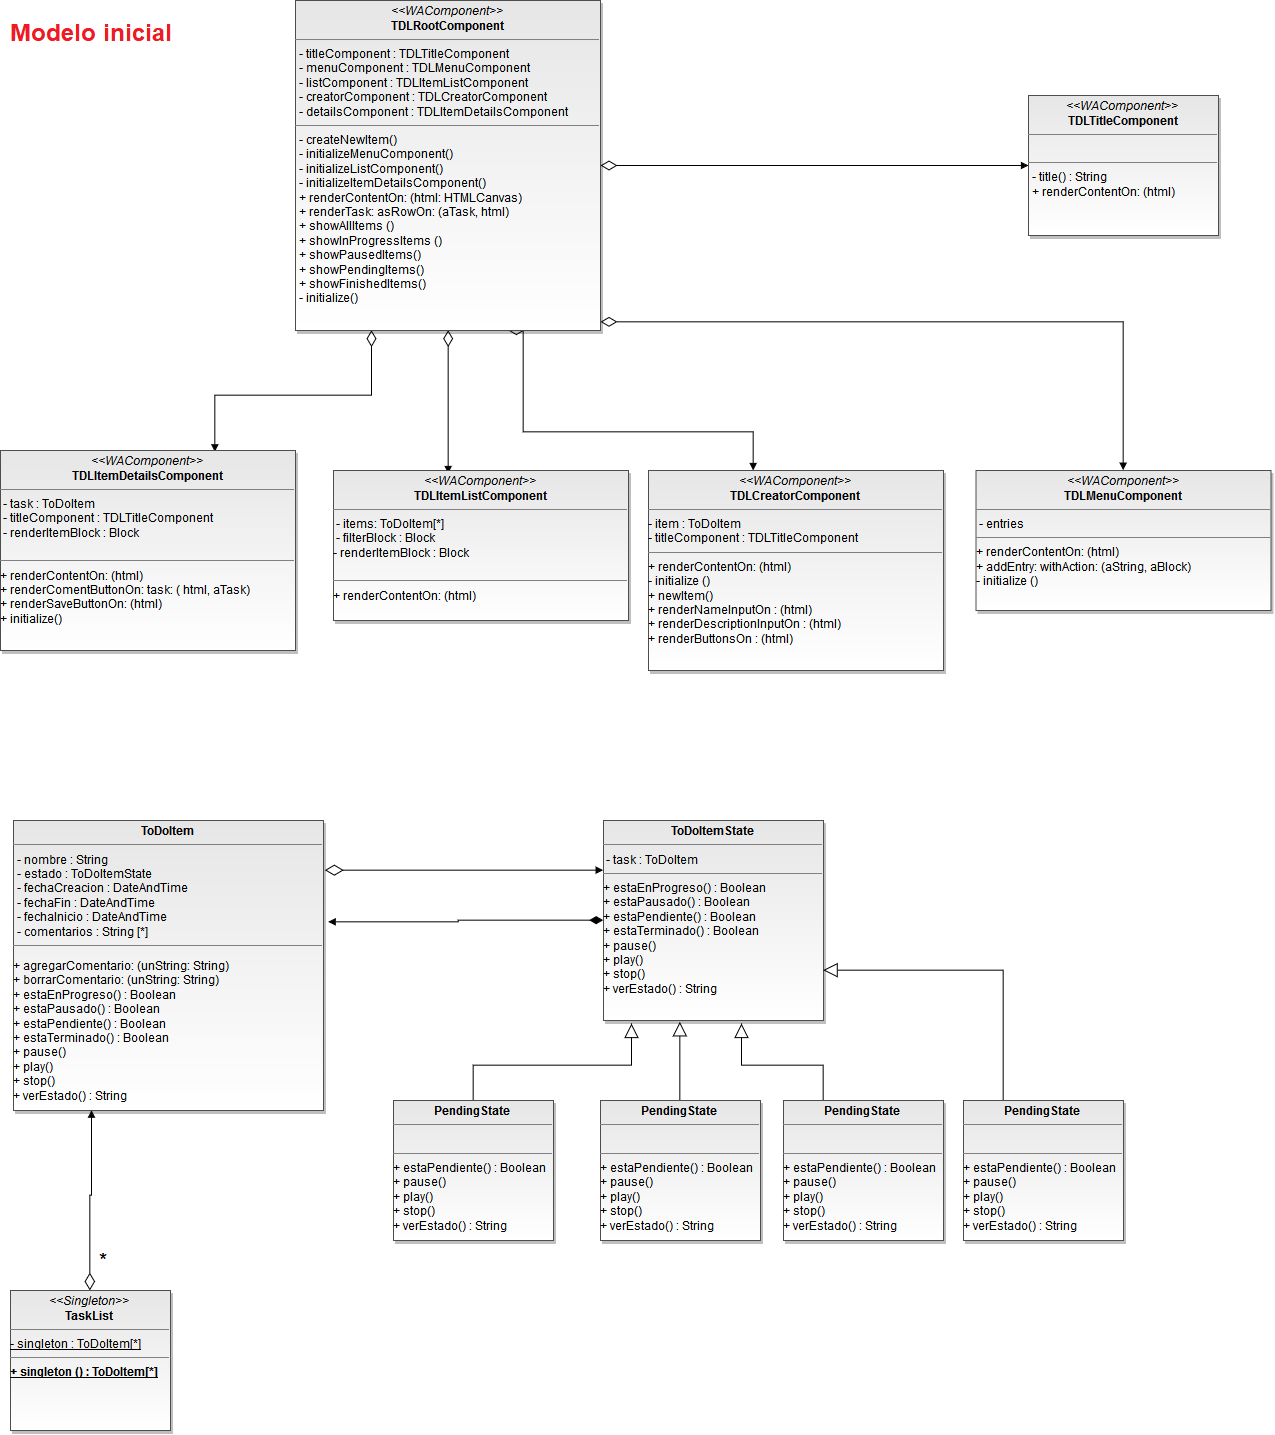 Modelo inicial
<<WAComponent>>
TDLRootComponent
- titleComponent : TDLTitleComponent
- menuComponent : TDLMenuComponent
- listComponent : TDLItemListComponent
- creatorComponent : TDLCreatorComponent
- detailsComponent : TDLItemDetailsComponent
- createNewItem()
- initializeMenuComponent()
- initializeListComponent()
- initializeItemDetailsComponent()
+ renderContentOn: (html: HTMLCanvas)
+ renderTask: asRowOn: (aTask, html)
+ showAllItems ()
+ showInProgressItems ()
+ showPausedItems()
+ showPendingItems()
+ showFinishedItems()
- initialize()
<<WAComponent>>
TDLTitleComponent
- title() : String
+ renderContentOn: (html)
<<WAComponent>>
TDLItemDetailsComponent
- task : ToDoItem
- titleComponent : TDLTitleComponent
- renderItemBlock : Block
+ renderContentOn: (html)
+ renderComentButtonOn: task: ( html, aTask)
+ renderSaveButtonOn: (html)
+ initialize()
<<WAComponent>>
TDLItemListComponent
- items: ToDoItem[*]
- filterBlock : Block
- renderItemBlock : Block
+ renderContentOn: (html)
<<WAComponent>>
TDLCreatorComponent
- item : ToDoItem
- titleComponent : TDLTitleComponent
+ renderContentOn: (html)
- initialize ()
+ newItem()
+ renderNameInputOn : (html)
+ renderDescriptionInputOn : (html)
+ renderButtonsOn : (html)
<<WAComponent>>
TDLMenuComponent
- entries
+ renderContentOn: (html)
+ addEntry: withAction: (aString, aBlock)
- initialize ()
ToDoItem
- nombre : String
- estado : ToDoItemState
- fechaCreacion : DateAndTime
- fechaFin : DateAndTime
- fechaInicio : DateAndTime
- comentarios : String [*]
+ agregarComentario: (unString: String)
+ borrarComentario: (unString: String)
+ estaEnProgreso() : Boolean
+ estaPausado() : Boolean
+ estaPendiente() : Boolean
+ estaTerminado() : Boolean
+ pause()
+ play()
+ stop()
+ verEstado() : String
ToDoItemState
- task : ToDoItem
+ estaEnProgreso() : Boolean
+ estaPausado() : Boolean
+ estaPendiente() : Boolean
+ estaTerminado() : Boolean
+ pause()
+ play()
+ stop()
+ verEstado() : String
PendingState
+ estaPendiente() : Boolean
+ pause()
+ play()
+ stop()
+ verEstado() : String
PendingState
+ estaPendiente() : Boolean
+ pause()
+ play()
+ stop()
+ verEstado() : String
PendingState
+ estaPendiente() : Boolean
+ pause()
+ play()
+ stop()
+ verEstado() : String
PendingState
+ estaPendiente() : Boolean
+ pause()
+ play()
+ stop()
+ verEstado() : String
*
<<Singleton>>
TaskList
- singleton : ToDoItem[*]
+ singleton () : ToDoItem[*]